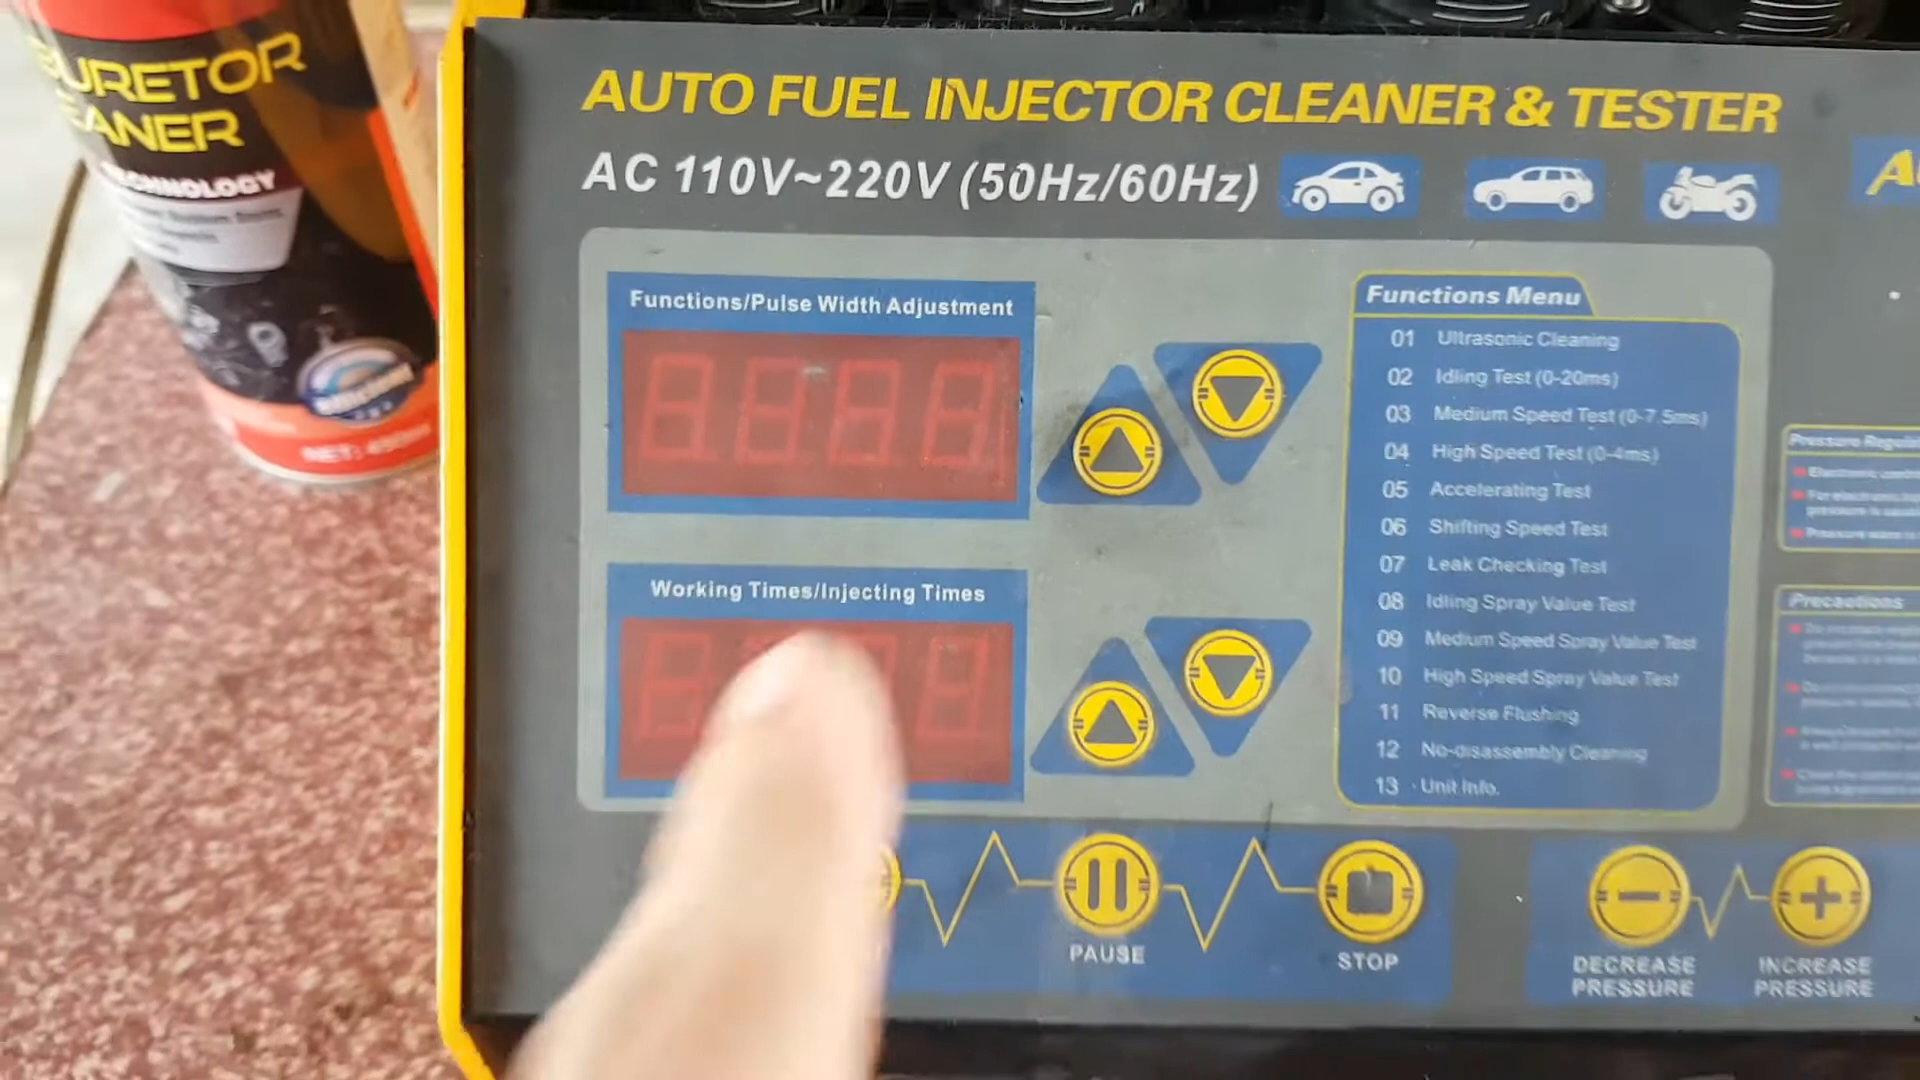 AUTO FUEL INJECTOR CLEANER & TESTER
AC 110V~220V (50Hz/60Hz)
Functions/Pulse Width Adjustment
Working Times/Injecting Times
Functions Menu
01 Ultrasonic Cleaning
02 Idling Test (0-20ms)
03 Medium Speed Test (0-7.5ms)
04 High Speed Test (0-4ms)
05 Accelerating Test
06 Shifting Speed Test
07 Leak Checking Test
08 Idling Spray Value Test
09 Medium Speed Spray Value Test
10 High Speed Spray Value Test
11 Reverse Flushing
12 No-disassembly Cleaning
13 Unit Info.
PAUSE
STOP
DECREASE
PRESSURE
INCREASE
PRESSURE
Pressure
Precautions
BURETOR
EANER
NET: